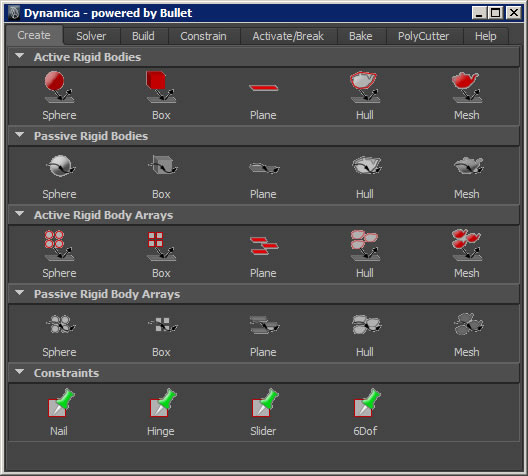 Dynamica - powered by Bullet
Create Solver Build Constrain Activate/Break Bake PolyCutter Help
Active Rigid Bodies
Sphere Box Plane Hull Mesh
Passive Rigid Bodies
Sphere Box Plane Hull Mesh
Active Rigid Body Arrays
Sphere Box Plane Hull Mesh
Passive Rigid Body Arrays
Sphere Box Plane Hull Mesh
Constraints
Nail Hinge Slider 6Dof